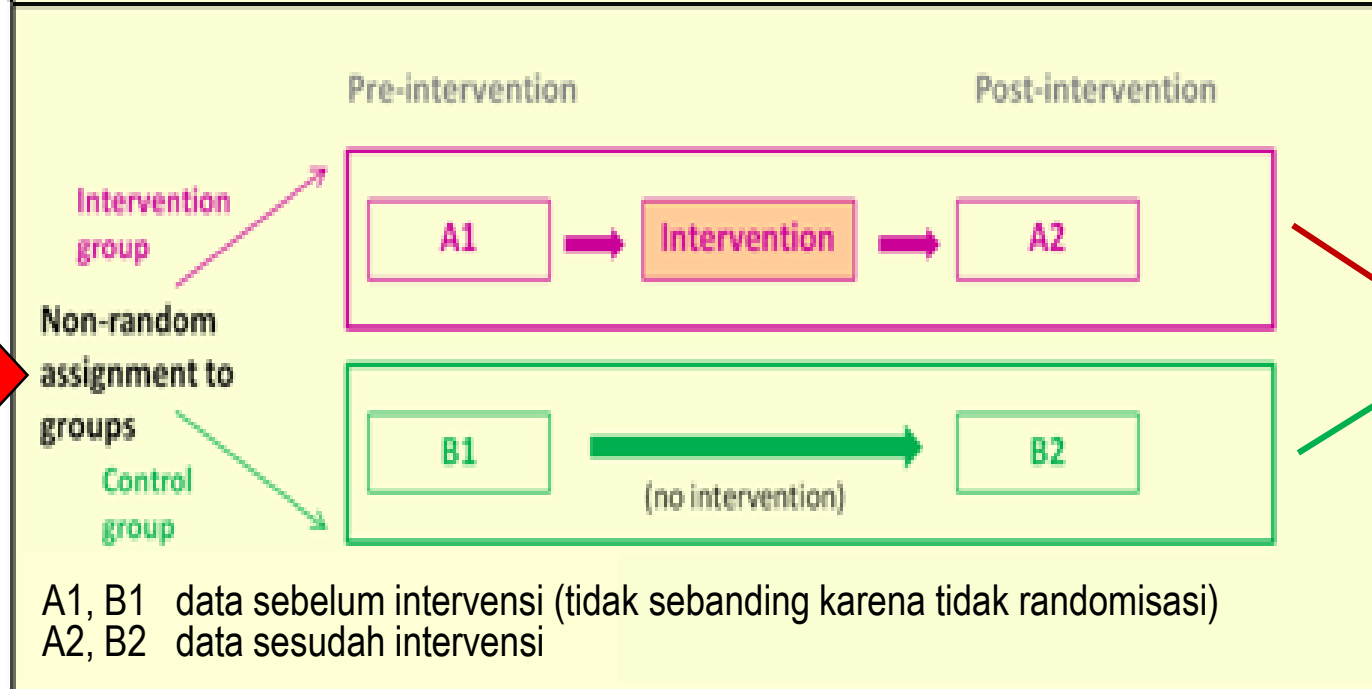 Pre-intervention
Post-intervention
Intervention
group
A1
Intervention
A2
Non-random
assignment to
groups
B1
(no intervention)
B2
Control
group
A1, B1 data sebelum intervensi (tidak sebanding karena tidak randomisasi)
A2, B2 data sesudah intervensi